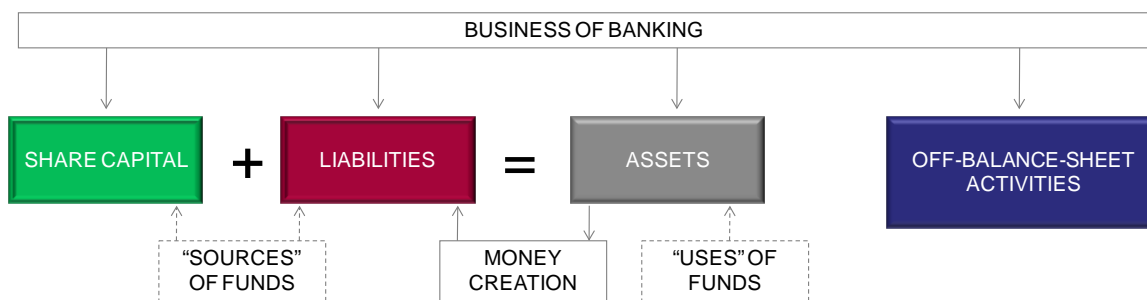 BUSINESS OF BANKING
SHARE CAPITAL
+
LIABILITIES
=
ASSETS
OFF-BALANCE-SHEET
ACTIVITIES
“SOURCES”
OF FUNDS
MONEY
CREATION
“USES” OF
FUNDS